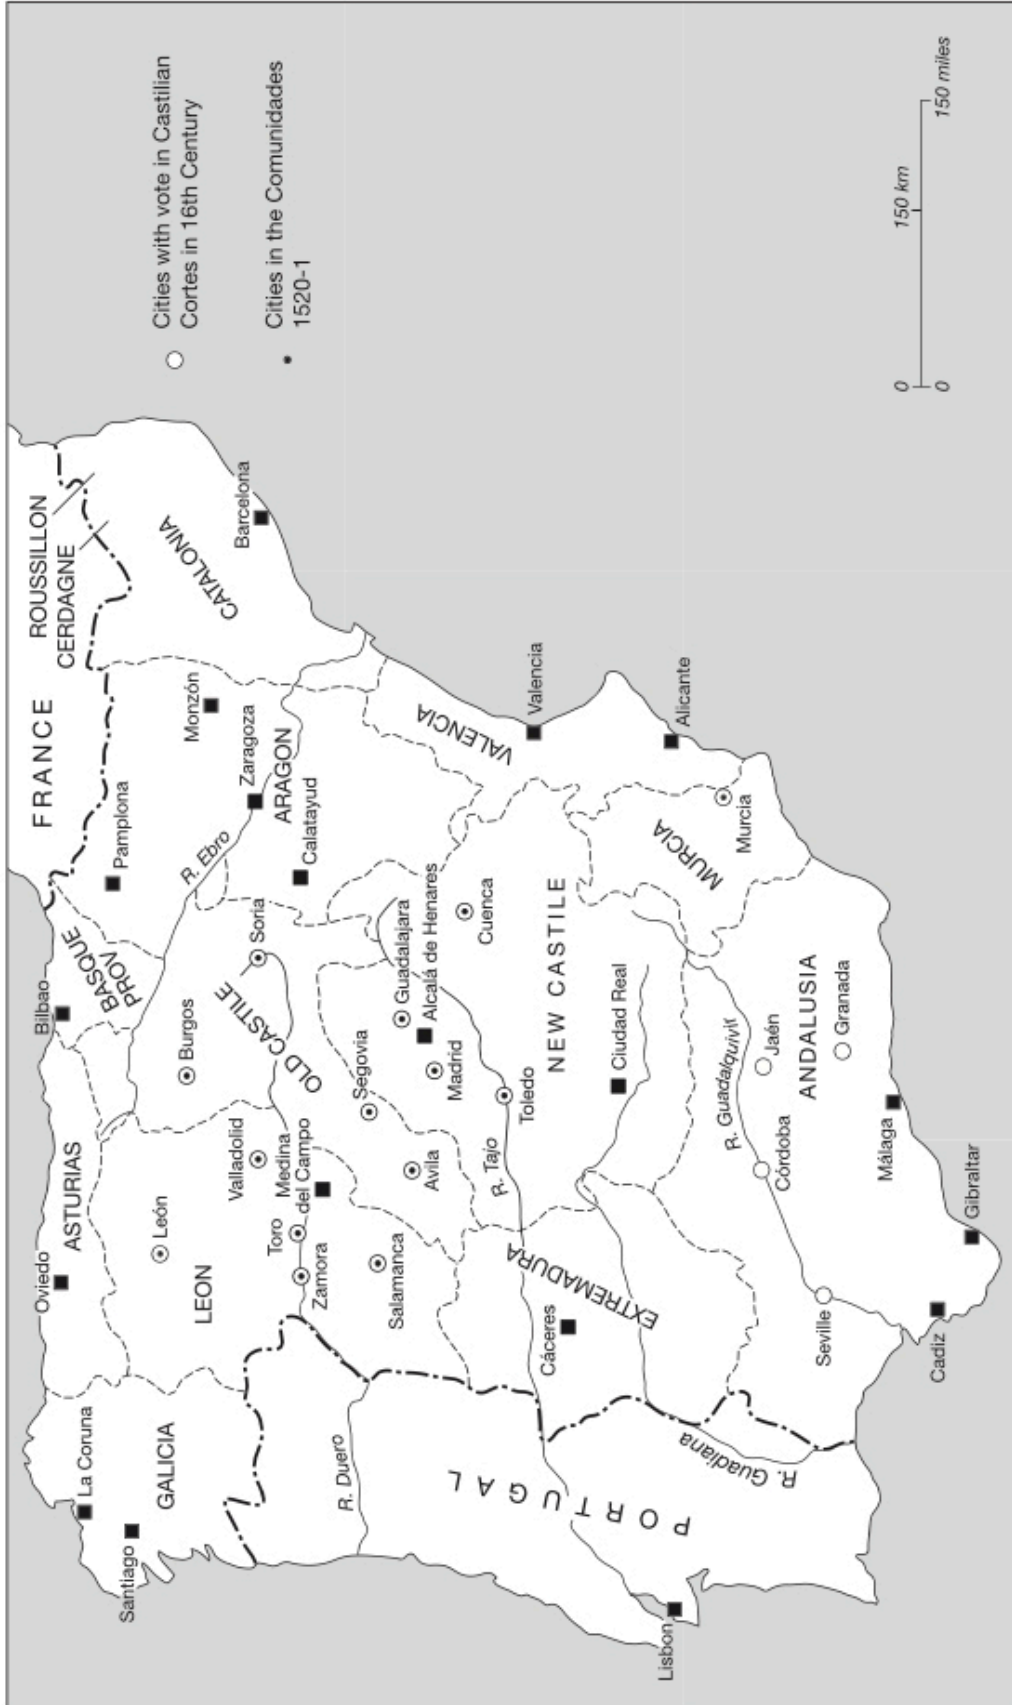 FRANCE
ROUSSILLON
CERDAGNE
CATALONIA
Barcelona
Monzón
Zaragoza
ARAGON
Calatayud
Pamplona
R. Ebro
BASQUE
PROV
Bilbao
ASTURIAS
Oviedo
La Coruna
Santiago
GALICIA
LEON
León
Burgos
Soria
OLD CASTILE
Valladolid
Medina
del Campo
Toro
Zamora
Salamanca
Segovia
Avila
Guadalajara
Alcalá de Henares
Madrid
Cuenca
R. Duero
R. Tajo
Toledo
NEW CASTILE
Ciudad Real
VALENCIA
Valencia
Alicante
MURCIA
Murcia
EXTREMADURA
Cáceres
PORTUGAL
Lisbon
R. Guadiana
R. Guadalquivir
Jaén
Córdoba
Seville
ANDALUSIA
Granada
Málaga
Gibraltar
Cadiz
Cities with vote in Castilian
Cortes in 16th Century
Cities in the Comunidades
1520-1
0 150 km
0 150 miles